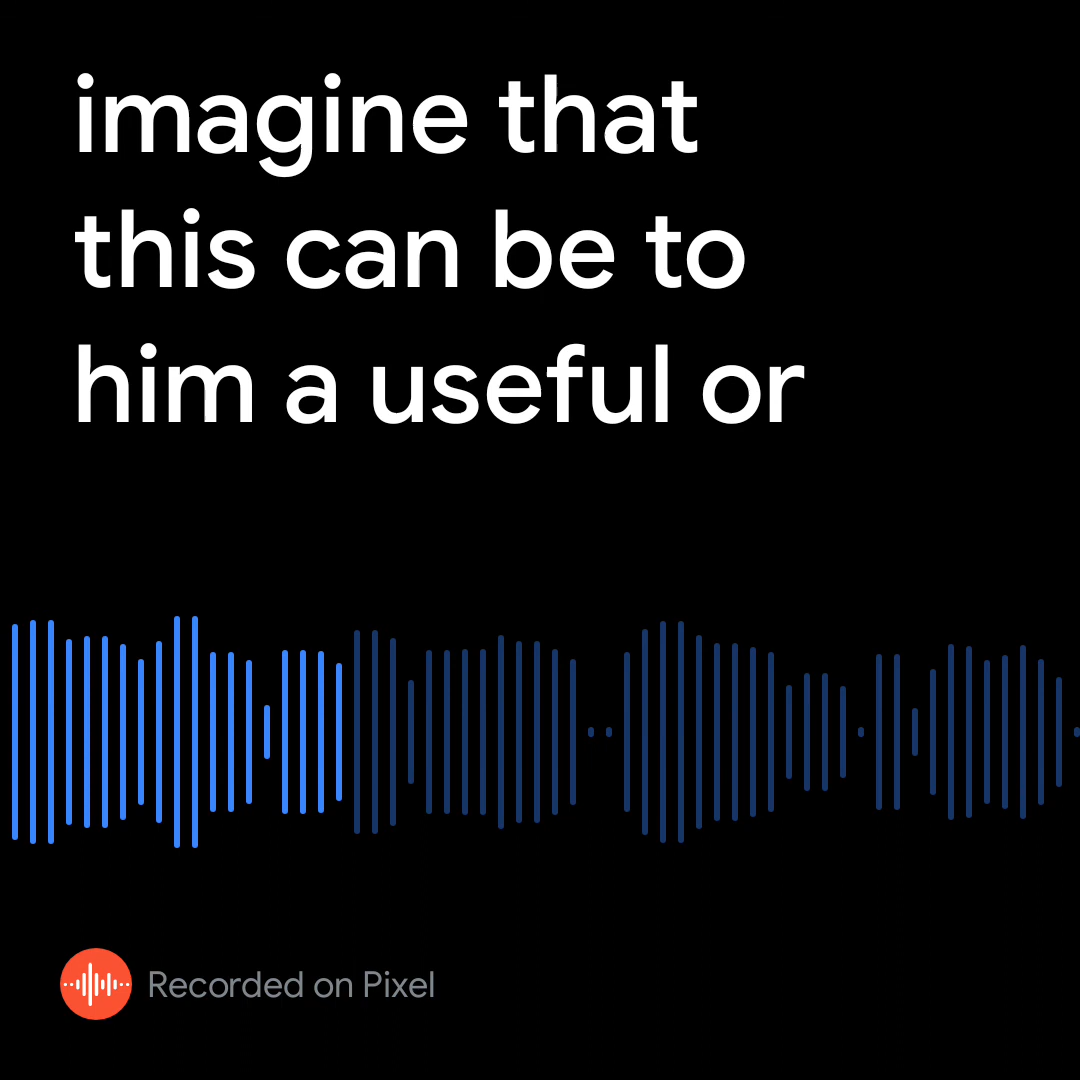 imagine that
this can be to
him a useful or
Recorded on Pixel